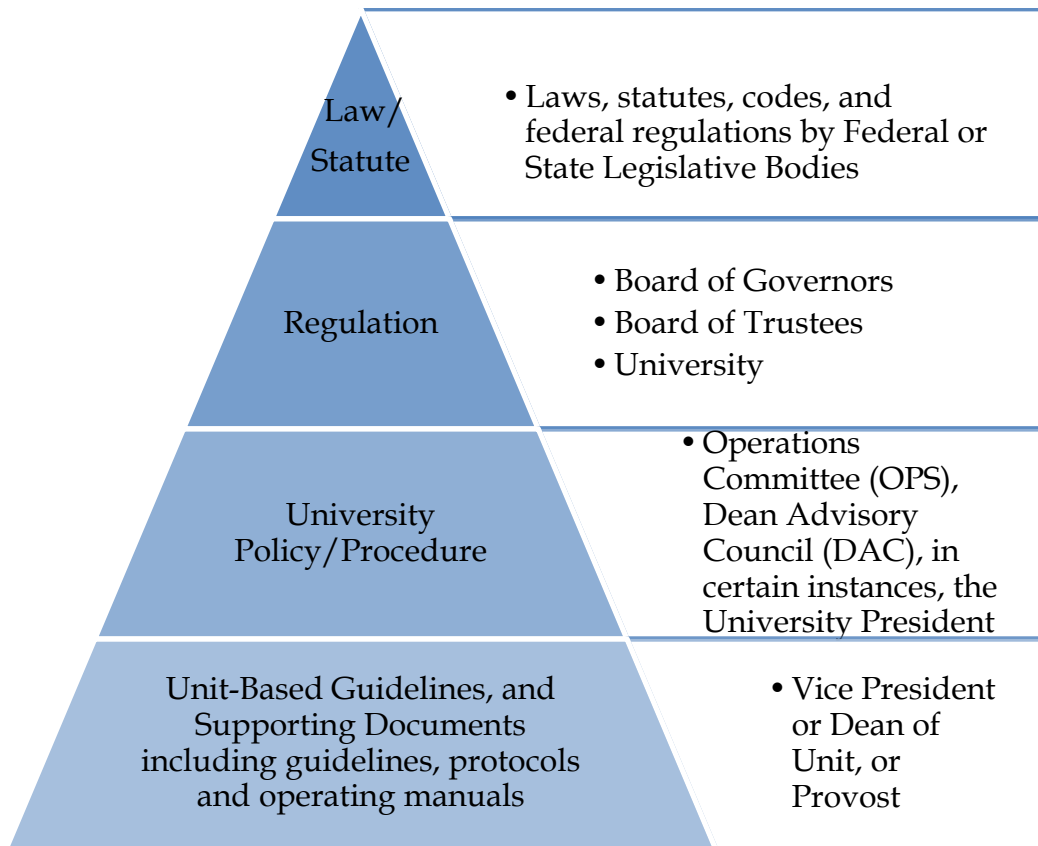 Law/
Statute
• Laws, statutes, codes, and
federal regulations by Federal or
State Legislative Bodies
Regulation
• Board of Governors
• Board of Trustees
• University
University
Policy/Procedure
• Operations
Committee (OPS),
Dean Advisory
Council (DAC), in
certain instances, the
University President
Unit-Based Guidelines, and
Supporting Documents
including guidelines, protocols
and operating manuals
• Vice President
or Dean of
Unit, or
Provost